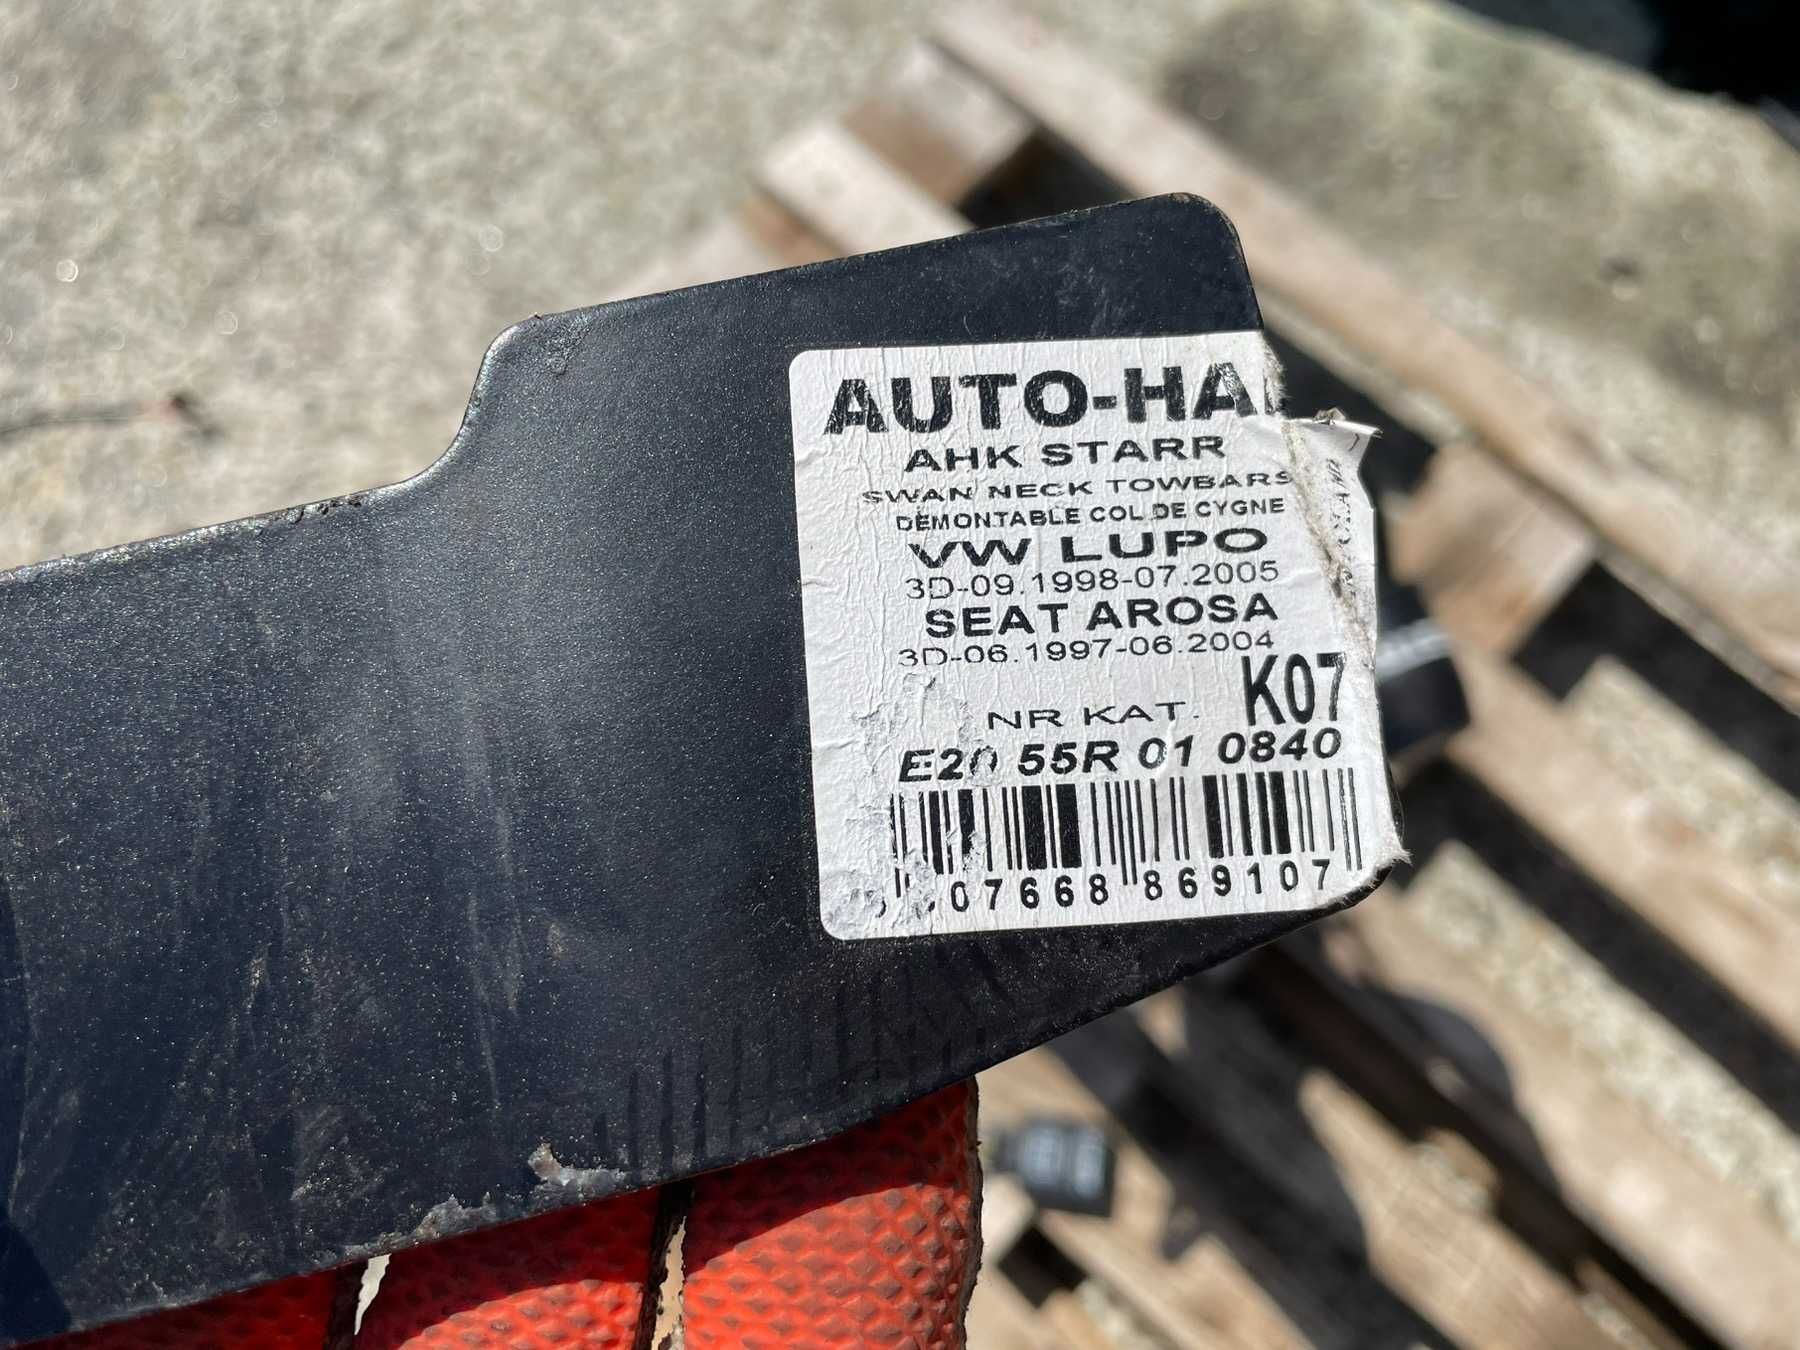 AUTO-HA
AHK STARR
SWAN NECK TOWBARS
DEMONTABLE COL DE CYGNE
VW LUPO
3D-09.1998-07.2005
SEAT AROSA
3D-06.1997-06.2004
NR KAT. K07
E20 55R 01 0840
07668 869107